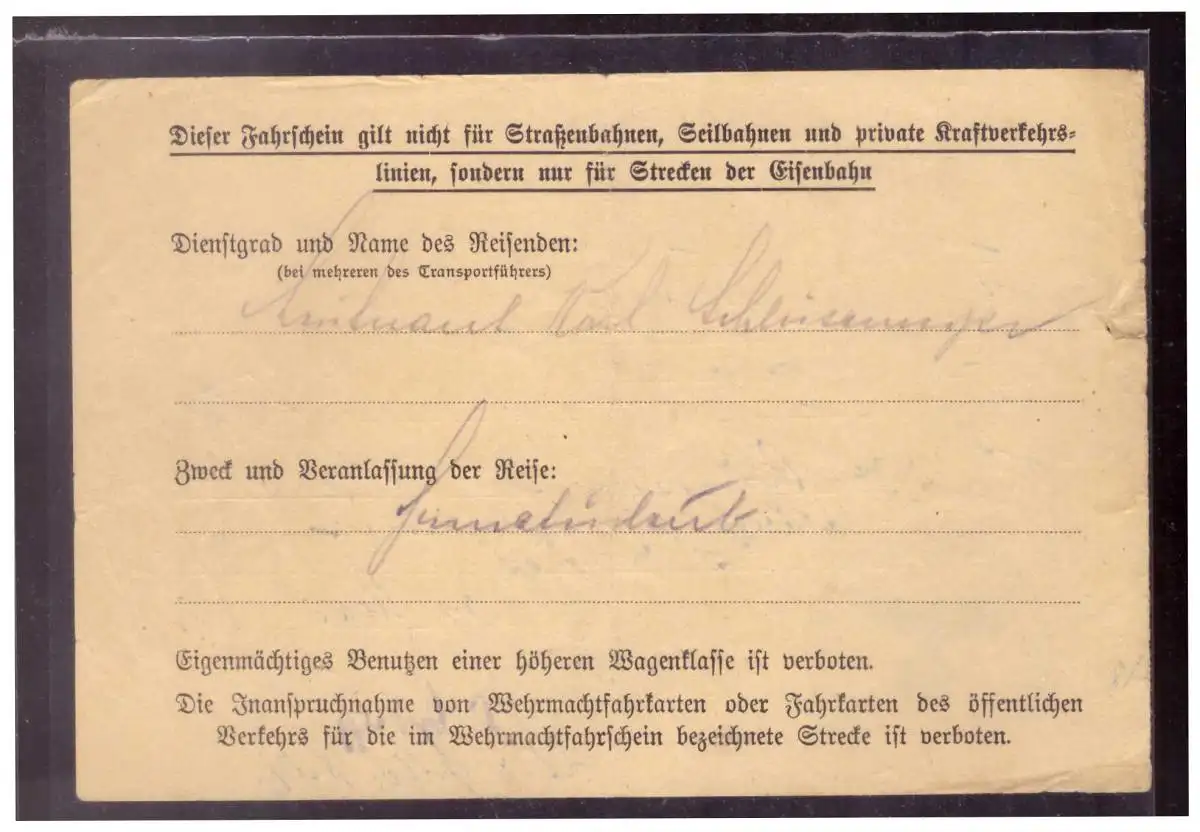 Dieser Fahrschein gilt nicht für Straßenbahnen, Seilbahnen und private Kraftverkehrs-
linien, sondern nur für Strecken der Eisenbahn
Dienstgrad und Name des Reisenden:
(bei mehreren des Transportführers)
Leutnant Karl
Zweck und Veranlassung der Reise:
Eigenmächtiges Benutzen einer höheren Wagenklasse ist verboten.
Die Inanspruchnahme von Wehrmachtfahrkarten oder Fahrkarten des öffentlichen
Verkehrs für die im Wehrmachtfahrschein bezeichnete Strecke ist verboten.